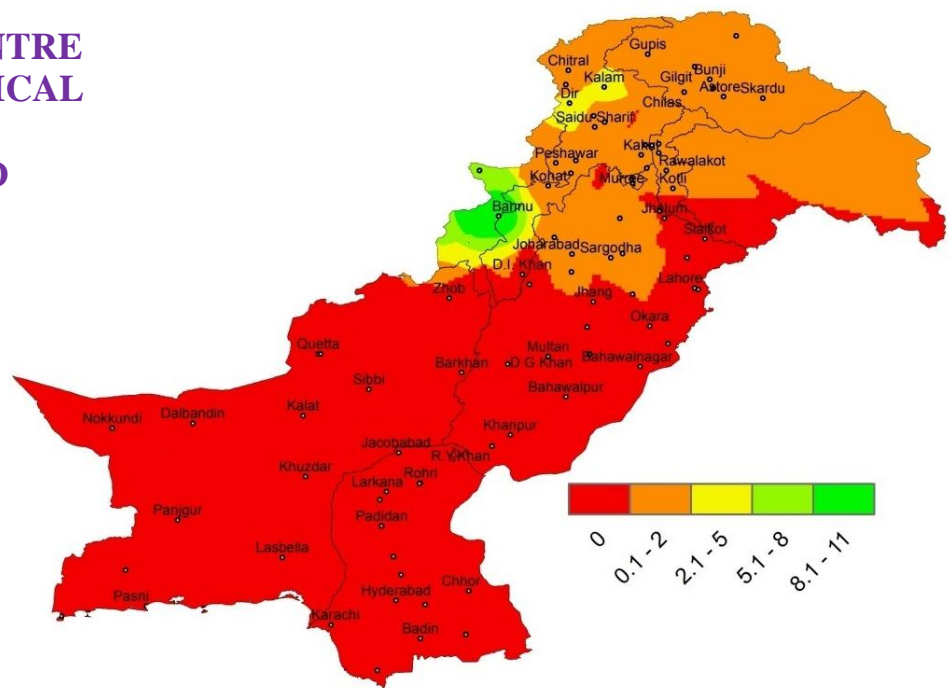 NTRE
ICAL
D
Gupis
Chitral
Kalam
Gilgit
Bunji
Dir
Astore
Skardu
Chilas
Saidu Sharif
Kakul
Peshawar
Rawalakot
Kohat
Murree
Kotli
Bannu
Jhelum
Sialkot
Joharabad
Sargodha
D.I. Khan
Lahore
Zhob
Jhang
Okara
Quetta
Multan
Barkhan
D G Khan
Bahawalnagar
Sibbi
Bahawalpur
Kalat
Nokkundi
Dalbandin
Khanpur
Jacobabad
R.Y.Khan
Khuzdar
Rohri
Larkana
Panjgur
Padidan
Lasbella
Chhor
Pasni
Hyderabad
Karachi
Badin
0
0.1 - 2
2.1 - 5
5.1 - 8
8.1 - 11